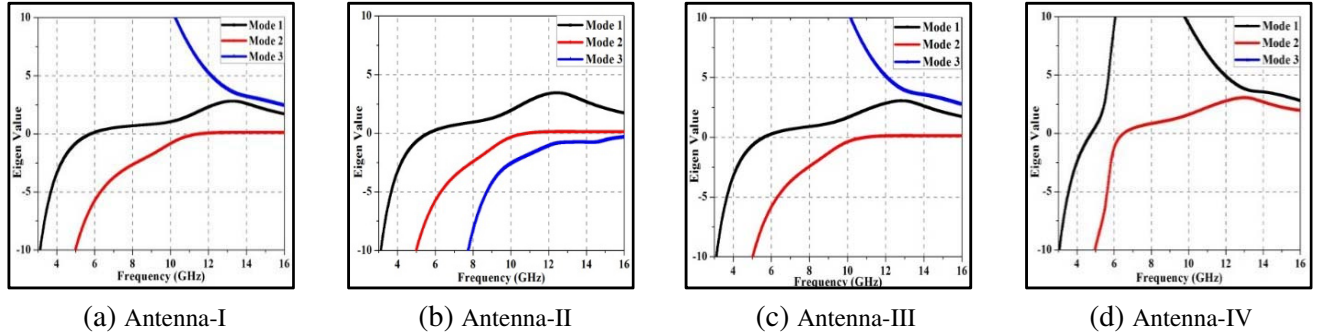 10
5
0
-5
-10
Eigen Value
Mode 1
Mode 2
Mode 3
4 6 8 10 12 14 16
Frequency (GHz)
(a) Antenna-I
10
5
0
-5
-10
Eigen Value
Mode 1
Mode 2
Mode 3
4 6 8 10 12 14 16
Frequency (GHz)
(b) Antenna-II
10
5
0
-5
-10
Eigen Value
Mode 1
Mode 2
Mode 3
4 6 8 10 12 14 16
Frequency (GHz)
(c) Antenna-III
10
5
0
-5
-10
Eigen Value
Mode 1
Mode 2
Mode 3
4 6 8 10 12 14 16
Frequency (GHz)
(d) Antenna-IV